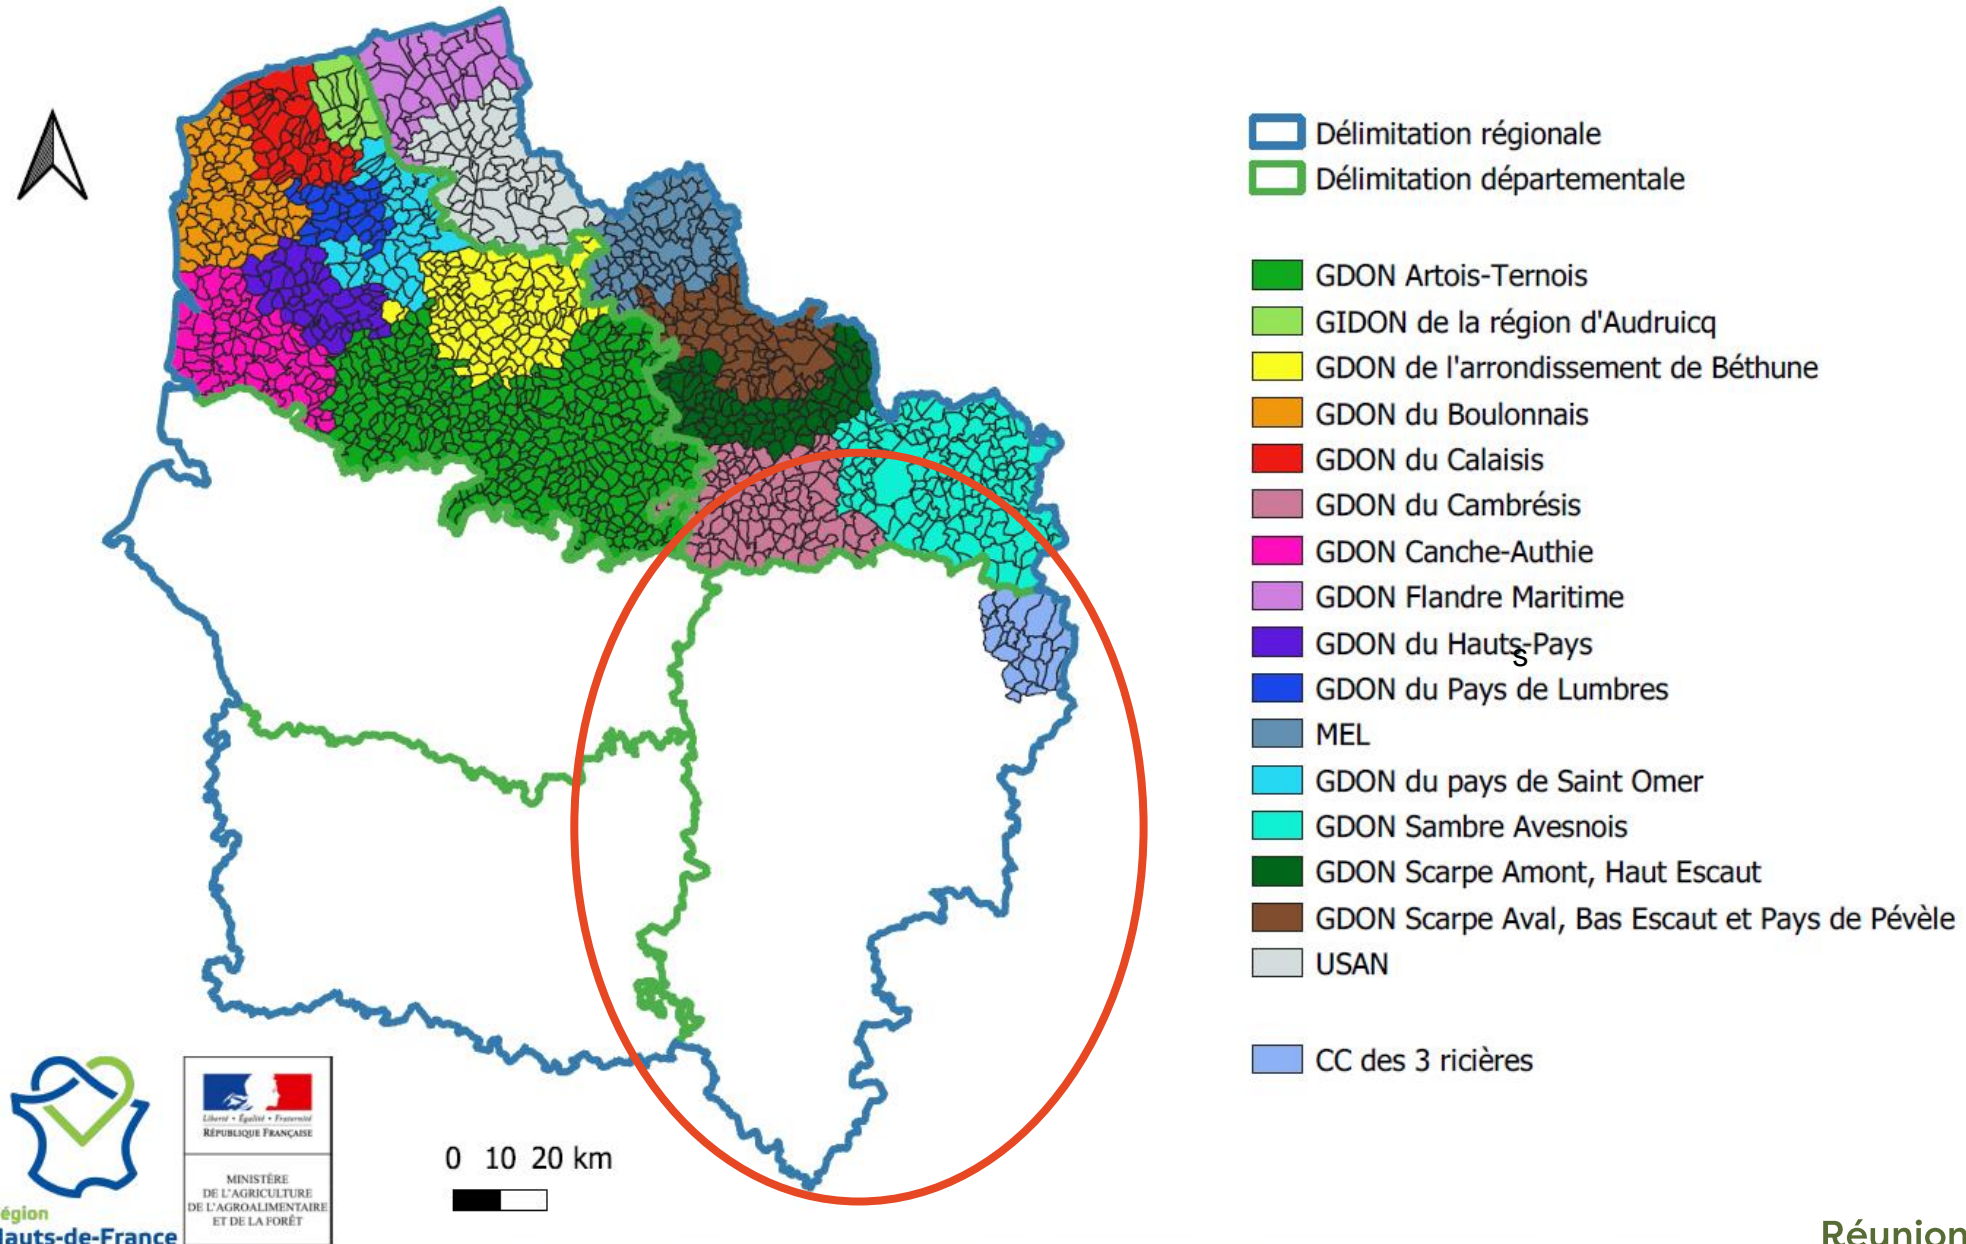 Délimitation régionale
Délimitation départementale
GDON Artois-Ternois
GIDON de la région d'Audruicq
GDON de l'arrondissement de Béthune
GDON du Boulonnais
GDON du Calaisis
GDON du Cambrésis
GDON Canche-Authie
GDON Flandre Maritime
GDON du Hauts-Pays
s
GDON du Pays de Lumbres
MEL
GDON du pays de Saint Omer
GDON Sambre Avesnois
GDON Scarpe Amont, Haut Escaut
GDON Scarpe Aval, Bas Escaut et Pays de Pévèle
USAN
CC des 3 ricières
0 10 20 km
Liberté • Égalité • Fraternité
RÉPUBLIQUE FRANÇAISE
MINISTÈRE
DE L'AGRICULTURE
DE L'AGROALIMENTAIRE
ET DE LA FORÊT
égion
Hauts-de-France
Réunion